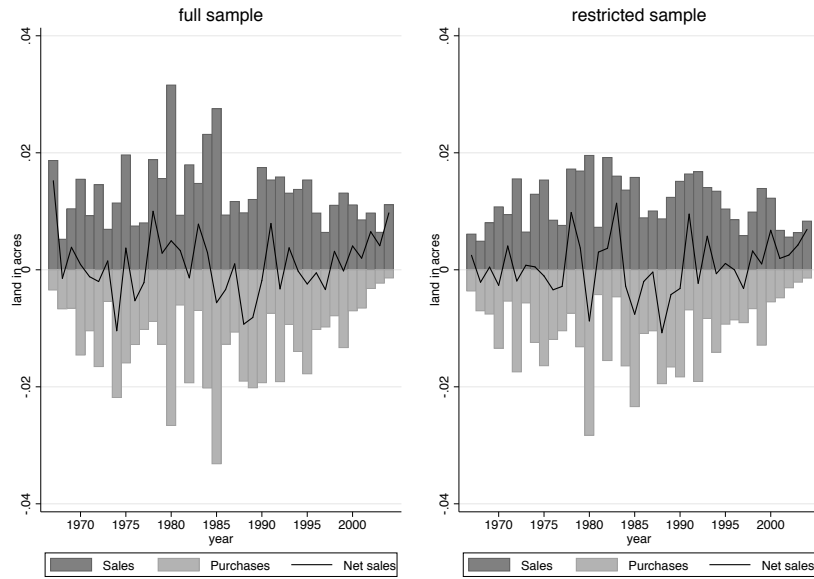 full sample
.04
.02
0
-.02
-.04
land in acres
1970 1975 1980 1985 1990 1995 2000
year
Sales Purchases Net sales
restricted sample
.04
.02
0
-.02
-.04
land in acres
1970 1975 1980 1985 1990 1995 2000
year
Sales Purchases Net sales